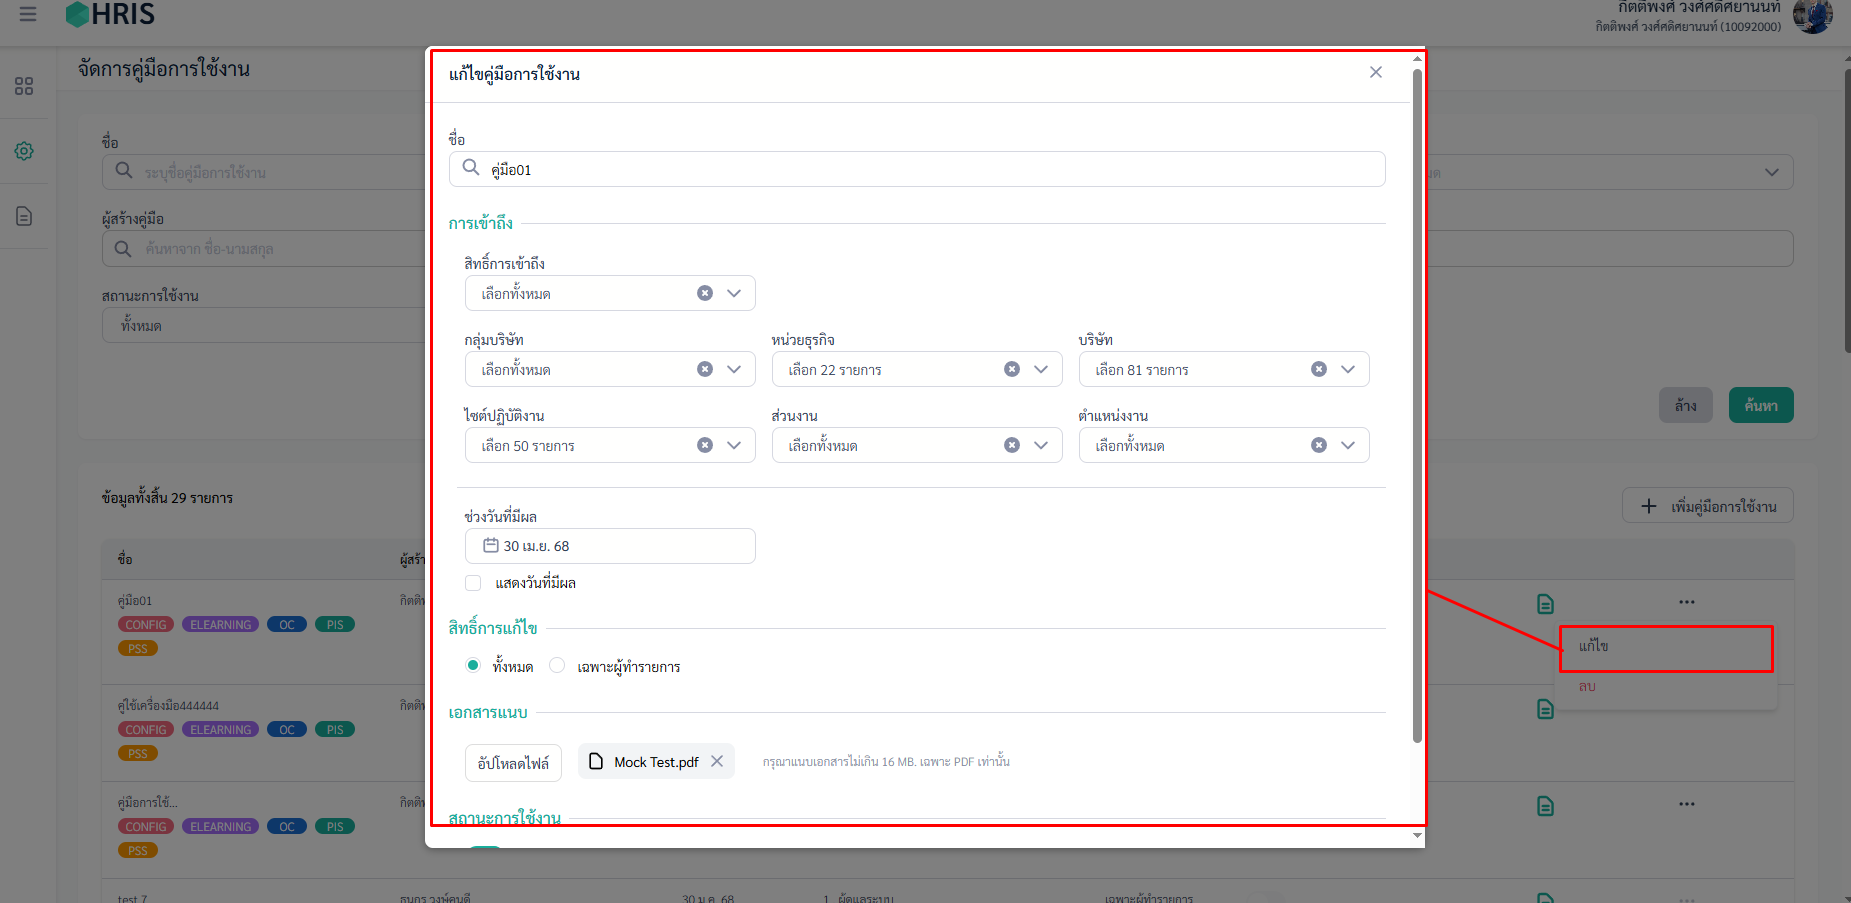 HRIS
กิตติพงศ์ วงศ์ศดิศยานนท์
กิตติพงศ์ วงศ์ศดิศยานนท์ (10092000)
จัดการคู่มือการใช้งาน
ชื่อ
ระบุชื่อคู่มือการใช้งาน
ผู้สร้างคู่มือ
ค้นหาจาก ชื่อ-นามสกุล
สถานะการใช้งาน
ทั้งหมด
ล้าง
ค้นหา
ข้อมูลทั้งสิ้น 29 รายการ
เพิ่มคู่มือการใช้งาน
แก้ไขคู่มือการใช้งาน
ชื่อ
คู่มือ01
การเข้าถึง
สิทธิ์การเข้าถึง
เลือกทั้งหมด
กลุ่มบริษัท หน่วยธุรกิจ บริษัท
เลือกทั้งหมด เลือก 22 รายการ เลือก 81 รายการ
ไซต์ปฏิบัติงาน ส่วนงาน ตำแหน่งงาน
เลือก 50 รายการ เลือกทั้งหมด เลือกทั้งหมด
ช่วงวันที่มีผล
30 เม.ย. 68
แสดงวันที่มีผล
สิทธิ์การแก้ไข
ทั้งหมด เฉพาะผู้ทำรายการ
เอกสารแนบ
อัปโหลดไฟล์ Mock Test.pdf กรุณาแนบเอกสารไม่เกิน 16 MB. เฉพาะ PDF เท่านั้น
สถานะการใช้งาน
ชื่อ
คู่มือ01
CONFIG ELEARNING OC PIS
PSS
แก้ไข
ลบ
คู่ใช้เครื่องมือ444444
CONFIG ELEARNING OC PIS
PSS
คู่มือการใช้...
CONFIG ELEARNING OC PIS
PSS
test 7 ธนกร วงษ์คนดี 30 ม.ค. 68 1. ผู้ดูแลระบบ เฉพาะผู้ทำรายการ